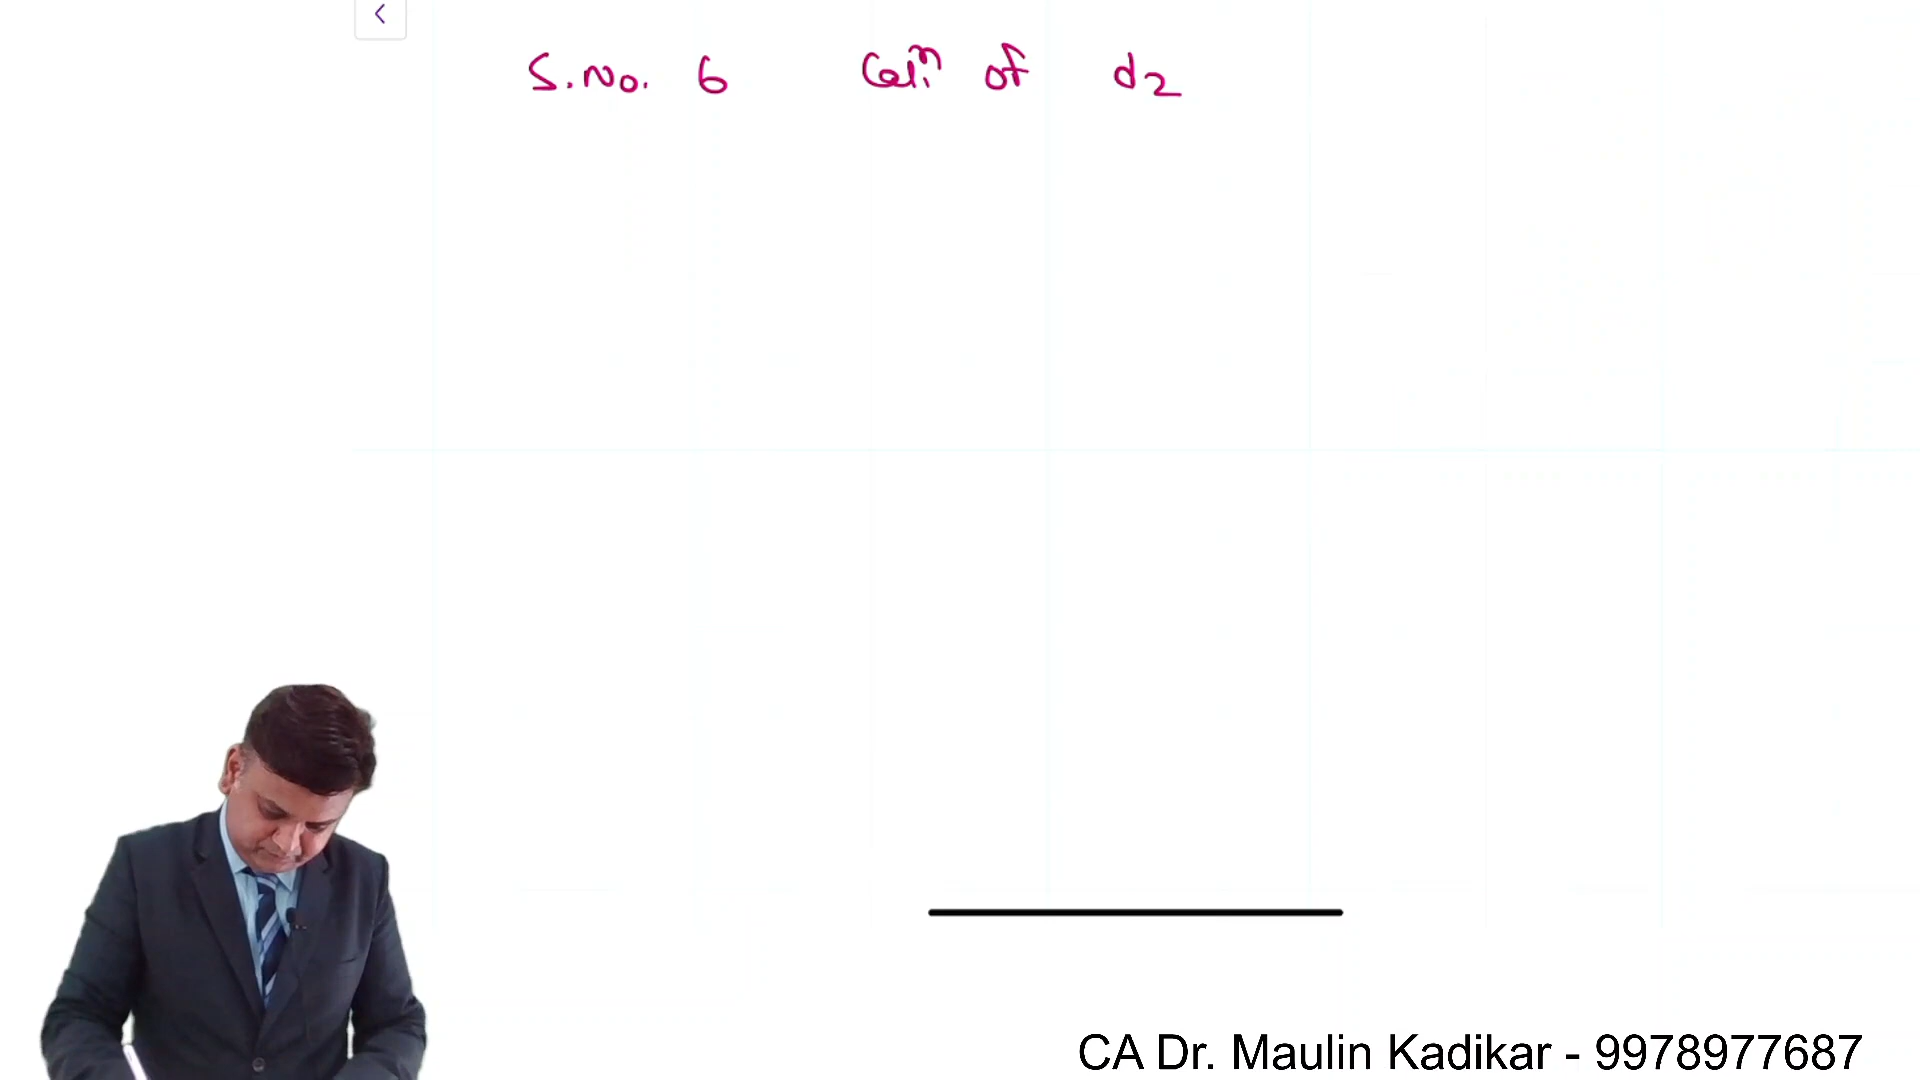 S.No. 6 Calⁿ of d2
CA Dr. Maulin Kadikar - 9978977687